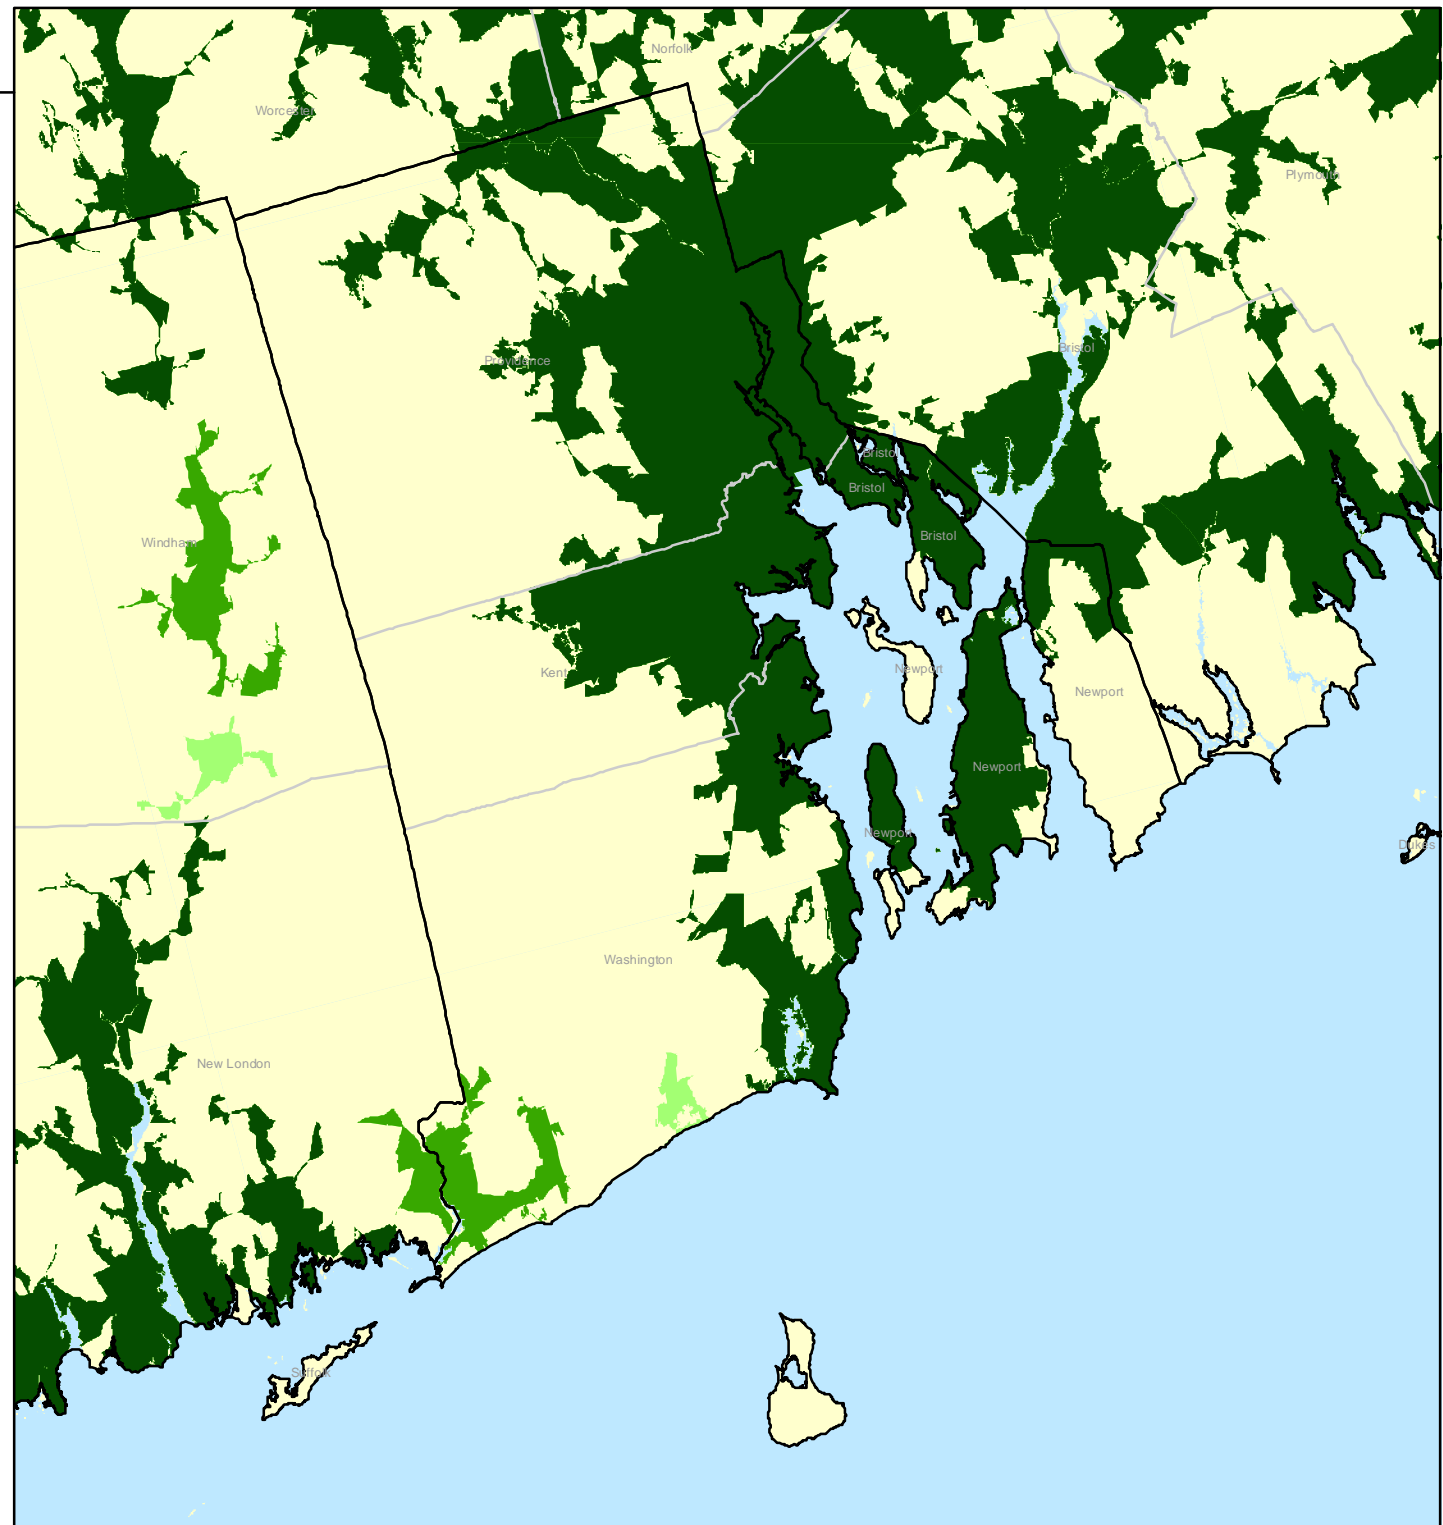 Norfolk
Worcester
Plymouth
Bristol
Providence
Bristol
Bristol
Bristol
Windham
Newport
Kent
Newport
Newport
Newport
Dukes
Washington
New London
Suffolk